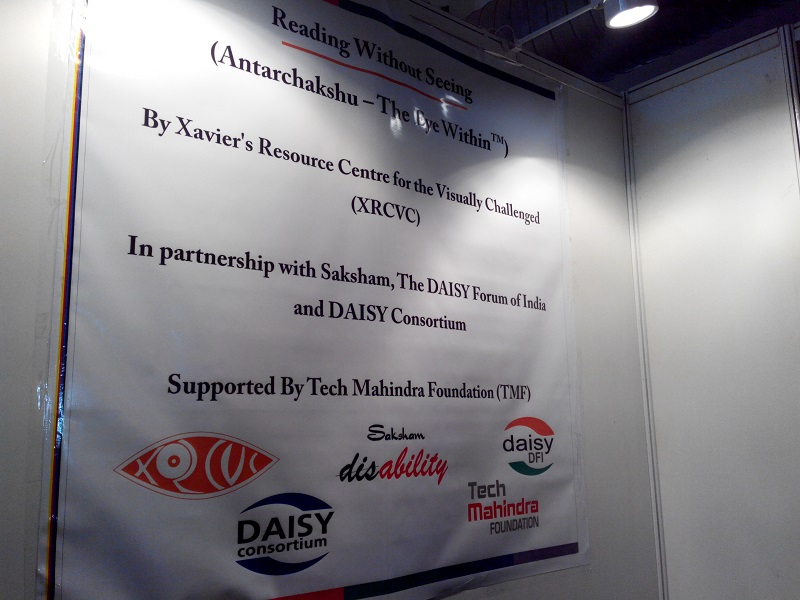 Reading Without Seeing
(Antarchakshu – The Eye Within™)
By Xavier's Resource Centre for the Visually Challenged
(XRCVC)
In partnership with Saksham, The DAISY Forum of India
and DAISY Consortium
Supported By Tech Mahindra Foundation (TMF)
XRCVC
Saksham
disability
daisy
DFI
DAISY
consortium
Tech
Mahindra
FOUNDATION